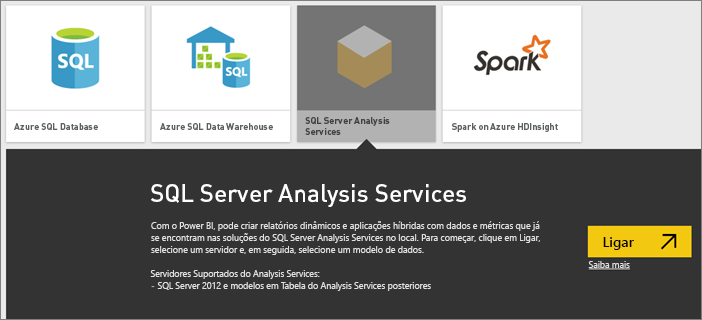 SQL
SQL
Spark
Azure SQL Database
Azure SQL Data Warehouse
SQL Server Analysis
Services
Spark on Azure HDInsight
SQL Server Analysis Services
Com o Power BI, pode criar relatórios dinâmicos e aplicações híbridas com dados e métricas que já
se encontram nas soluções do SQL Server Analysis Services no local. Para começar, clique em Ligar,
selecione um servidor e, em seguida, selecione um modelo de dados.
Servidores Suportados do Analysis Services:
- SQL Server 2012 e modelos em Tabela do Analysis Services posteriores
Ligar
Saiba mais